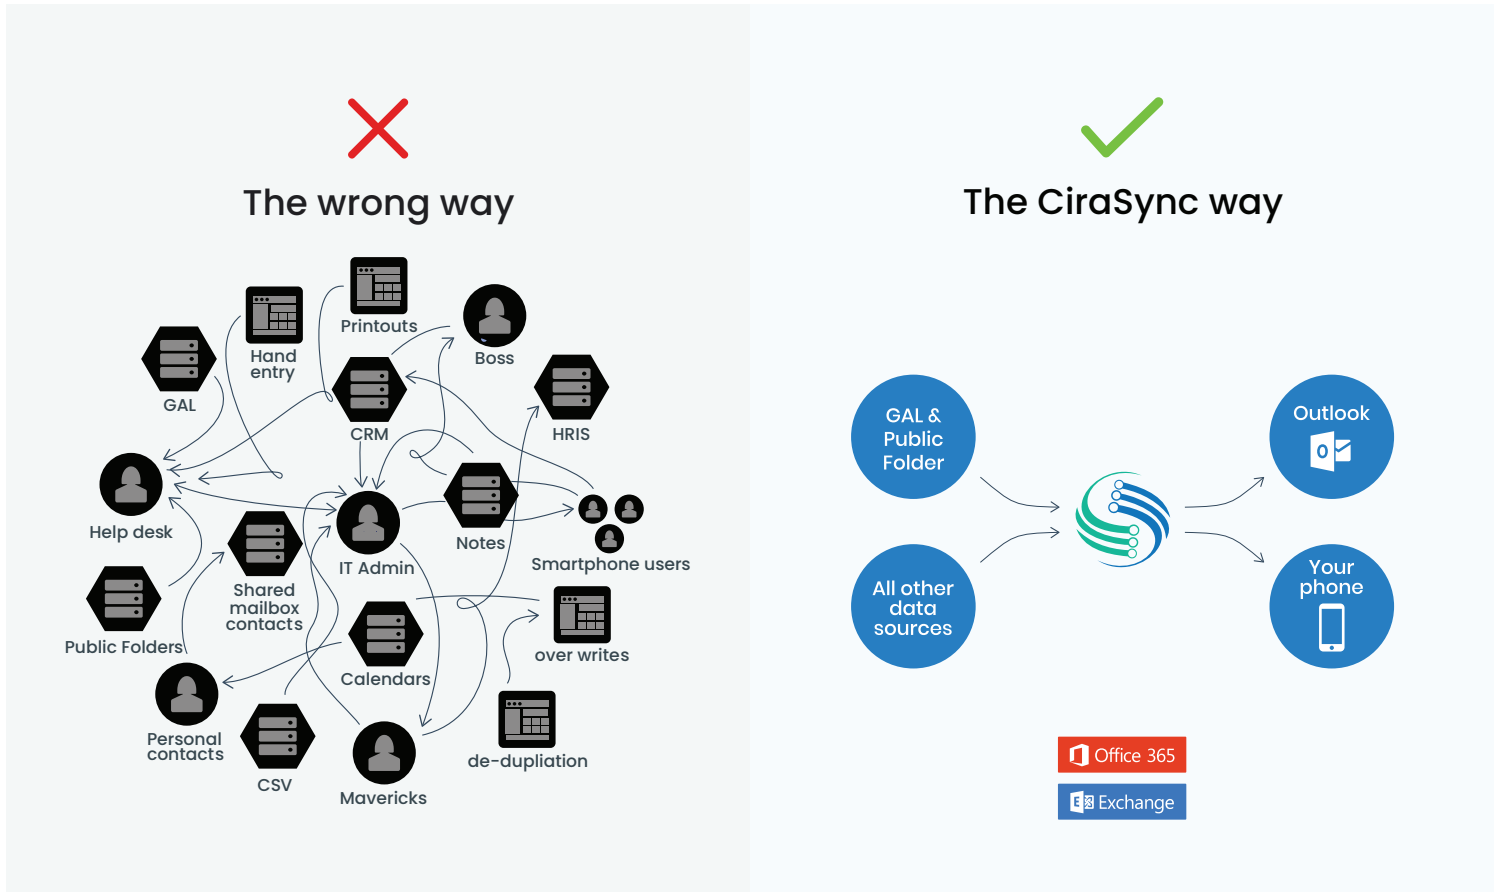 The wrong way
Printouts
Hand
entry
Boss
GAL
CRM
HRIS
Help desk
Notes
IT Admin
Smartphone users
Shared
mailbox
contacts
Public Folders
Calendars
over writes
Personal
contacts
CSV
Mavericks
de-dupliation
The CiraSync way
GAL &
Public
Folder
Outlook
O
All other
data
sources
Your
phone
Office 365
E
Exchange